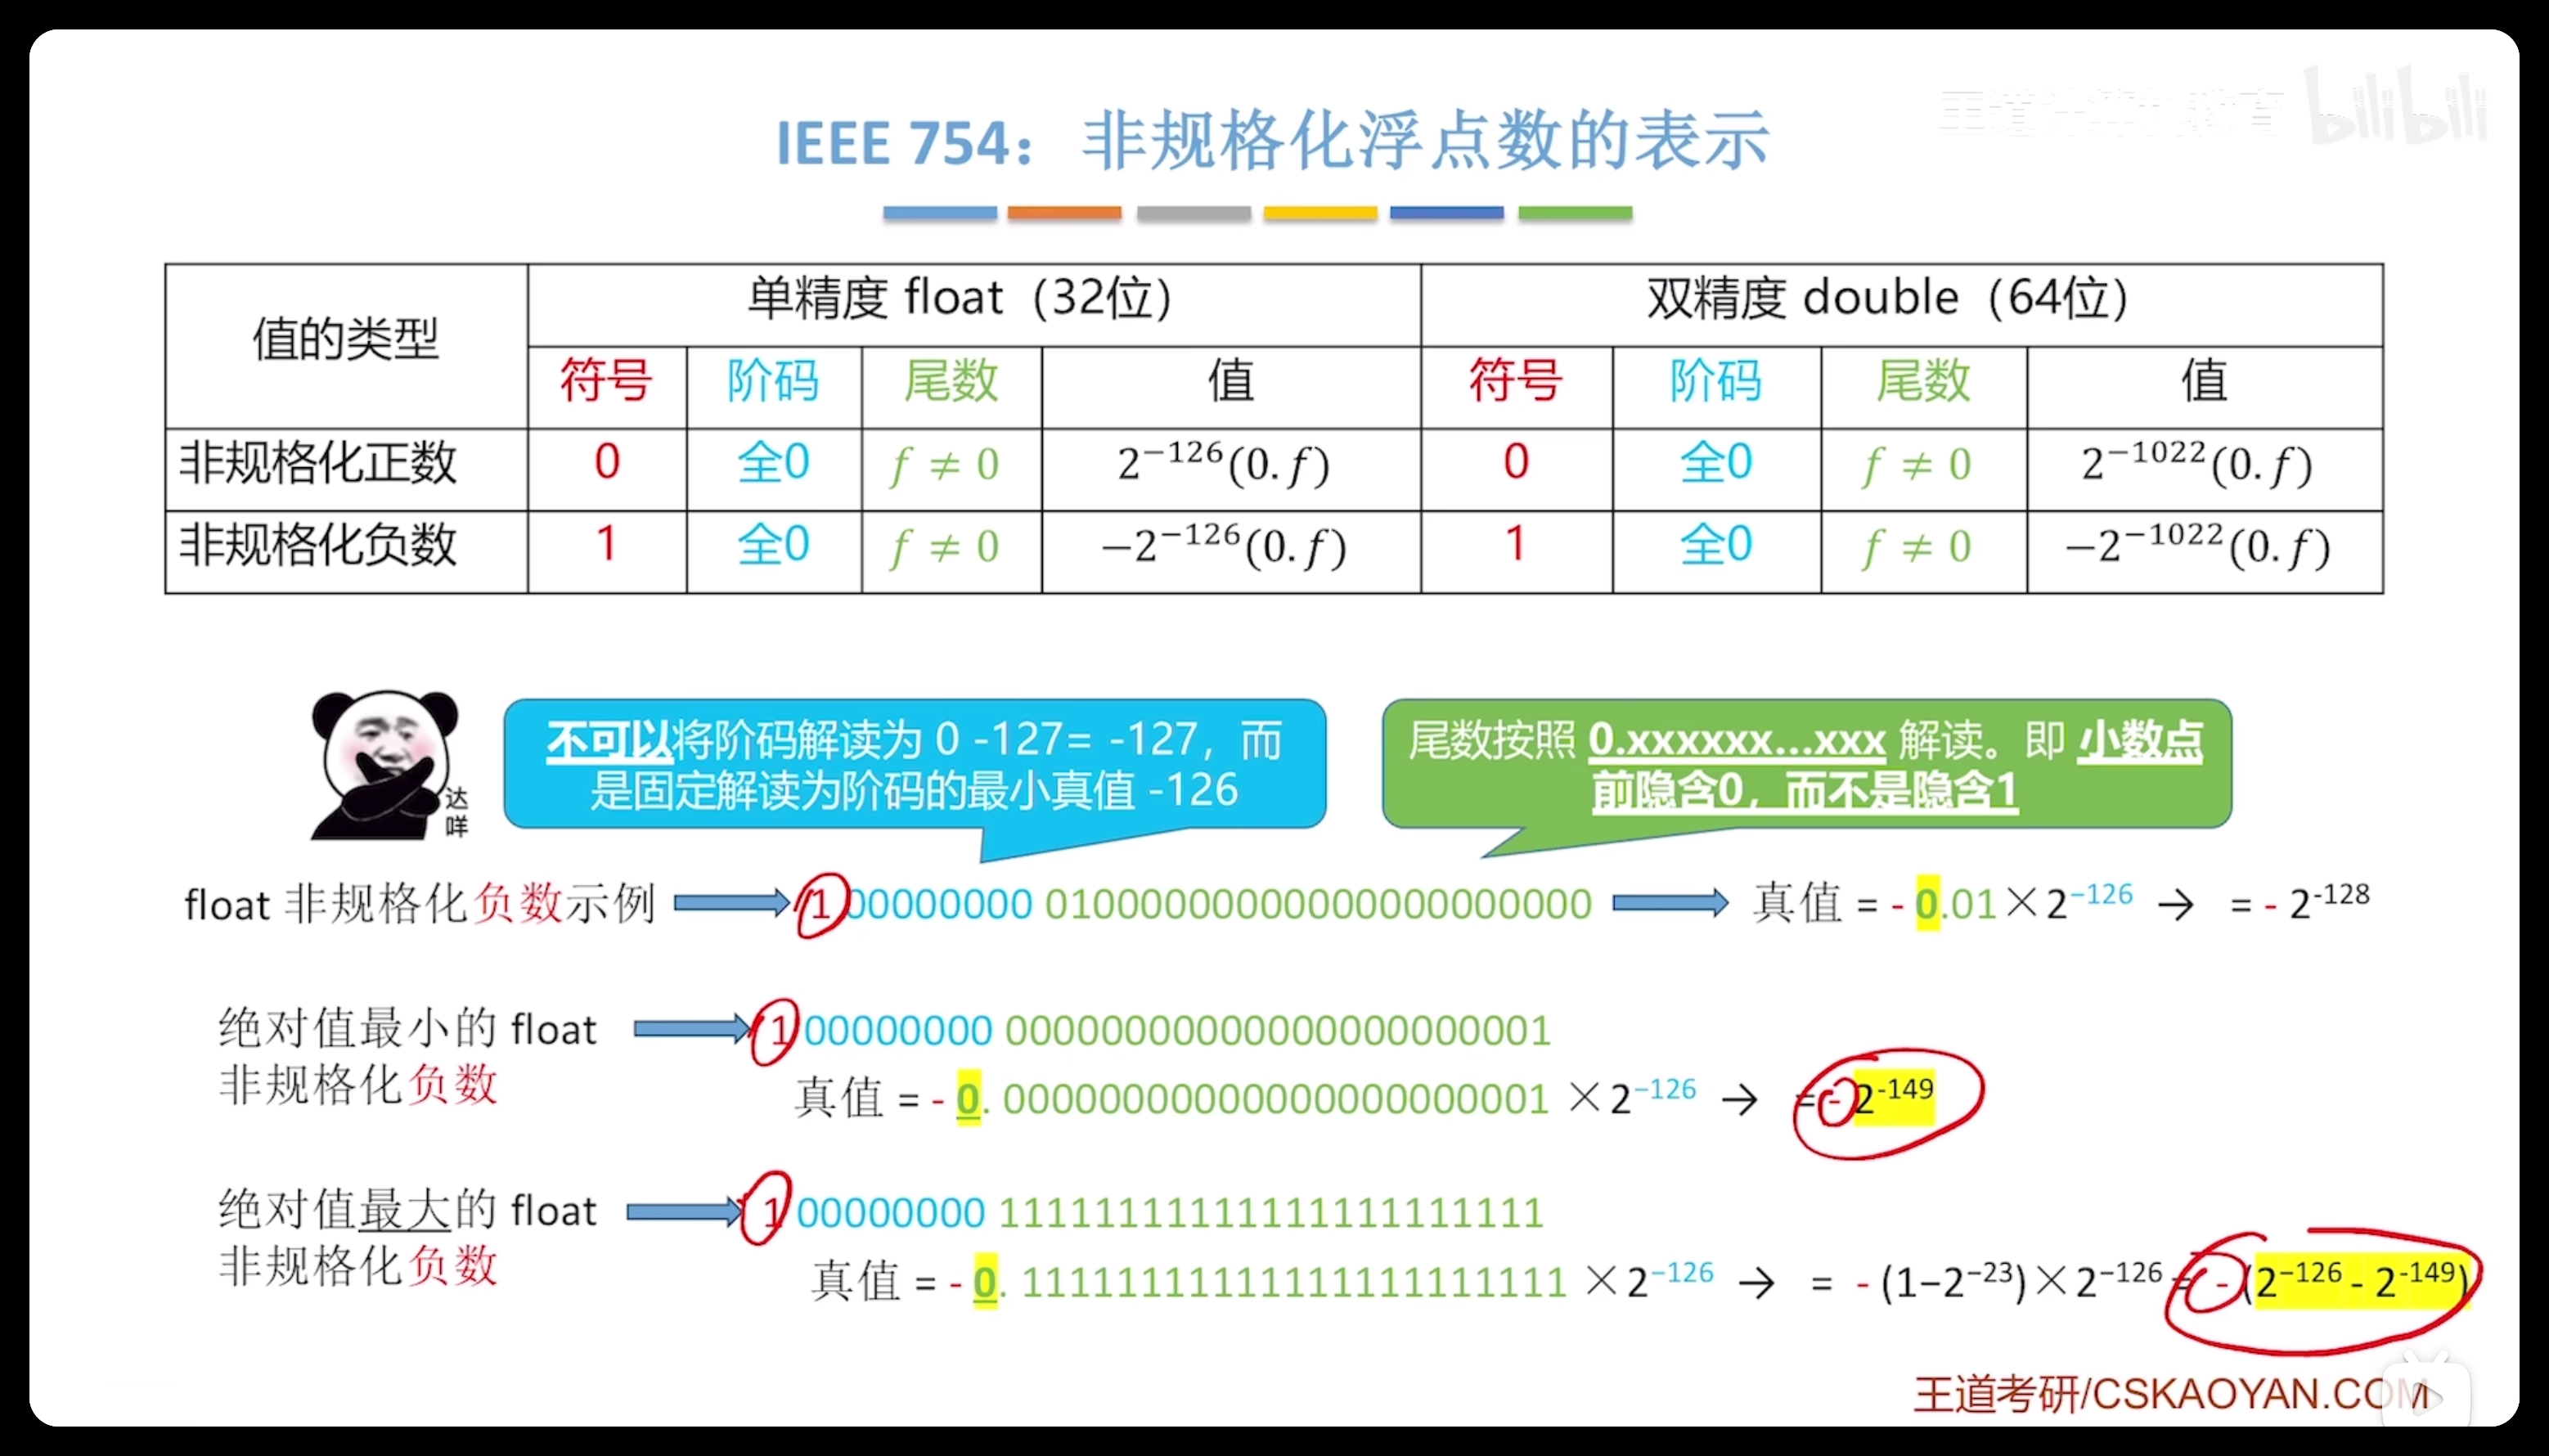 王道计算机教育 bilibili
IEEE 754：非规格化浮点数的表示
值的类型 单精度 float（32位） 双精度 double（64位）
符号 阶码 尾数 值 符号 阶码 尾数 值
非规格化正数 0 全0 f ≠ 0 2⁻¹²⁶(0.f) 0 全0 f ≠ 0 2⁻¹⁰²²(0.f)
非规格化负数 1 全0 f ≠ 0 −2⁻¹²⁶(0.f) 1 全0 f ≠ 0 −2⁻¹⁰²²(0.f)
达咩
不可以将阶码解读为 0 -127= -127，而
是固定解读为阶码的最小真值 -126
尾数按照 0.xxxxxx...xxx 解读。即 小数点
前隐含0，而不是隐含1
float 非规格化负数示例 1 00000000 01000000000000000000000 真值 = - 0.01×2⁻¹²⁶ → = - 2⁻¹²⁸
绝对值最小的 float 1 00000000 00000000000000000000001
非规格化负数 真值 = - 0. 00000000000000000000001 ×2⁻¹²⁶ → = - 2⁻¹⁴⁹
绝对值最大的 float 1 00000000 11111111111111111111111
非规格化负数 真值 = - 0. 11111111111111111111111 ×2⁻¹²⁶ → = - (1−2⁻²³)×2⁻¹²⁶ = - (2⁻¹²⁶ - 2⁻¹⁴⁹)
王道考研/CSKAOYAN.COM